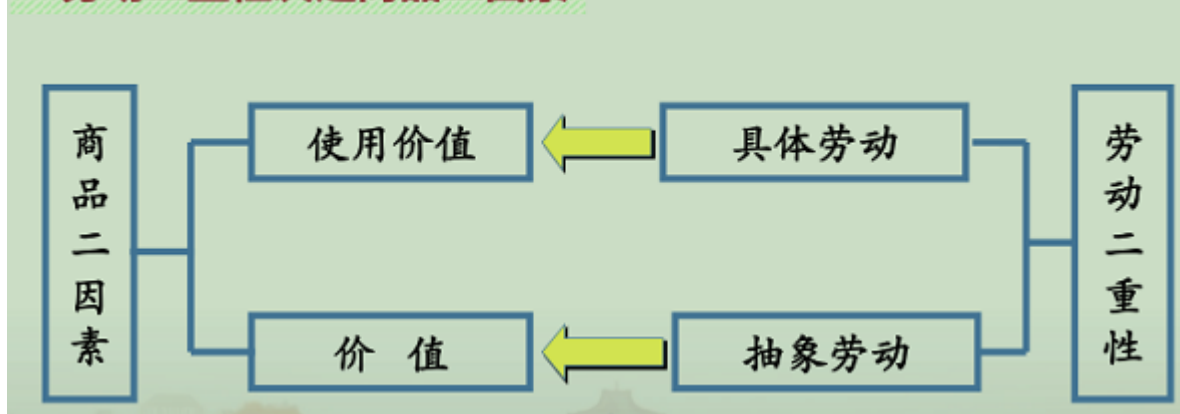 商品二因素
使用价值
具体劳动
劳动二重性
价 值
抽象劳动